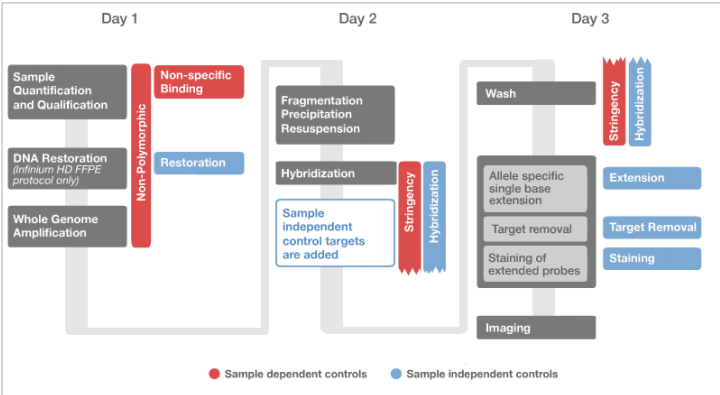 Day 1
Day 2
Day 3
Sample
Quantification
and Qualification
DNA Restoration
(Infinium HD FFPE
protocol only)
Whole Genome
Amplification
Non-Polymorphic
Non-specific
Binding
Restoration
Fragmentation
Precipitation
Resuspension
Hybridization
Sample
independent
control targets
are added
Stringency
Hybridization
Wash
Stringency
Hybridization
Allele specific
single base
extension
Target removal
Staining of
extended probes
Extension
Target Removal
Staining
Imaging
Sample dependent controls
Sample independent controls